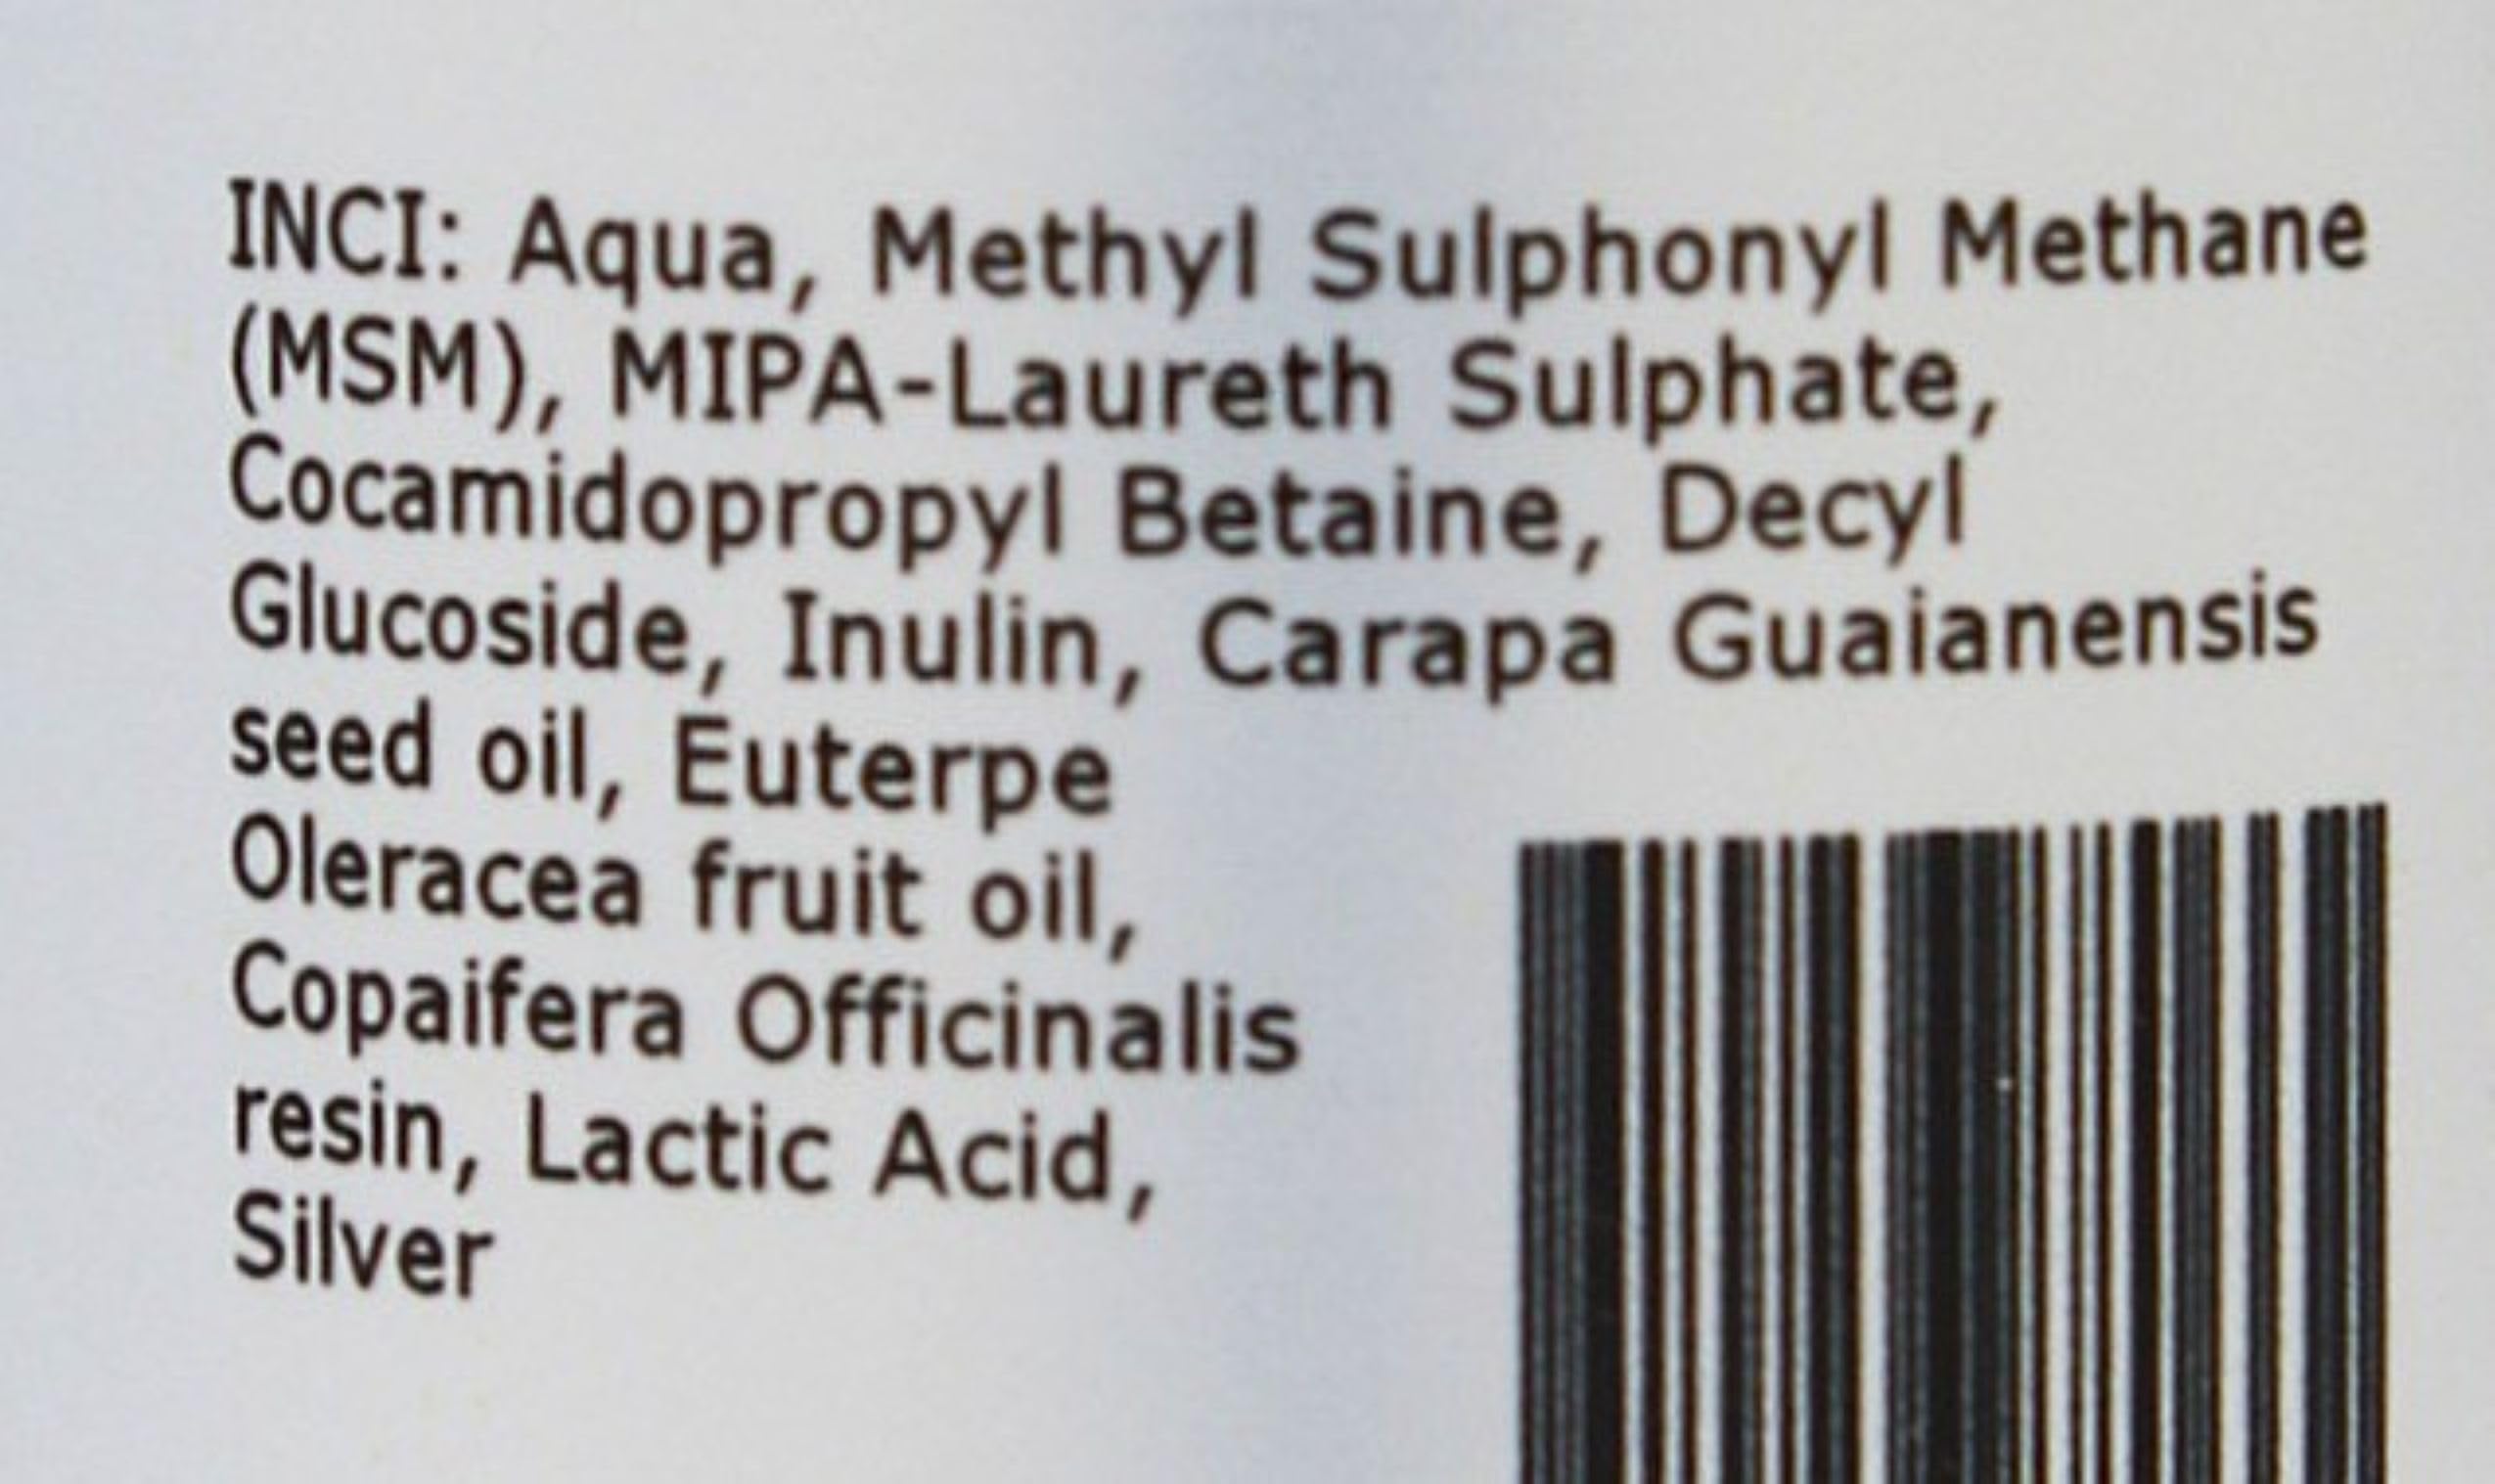 INCI: Aqua, Methyl Sulphonyl Methane
(MSM), MIPA-Laureth Sulphate,
Cocamidopropyl Betaine, Decyl
Glucoside, Inulin, Carapa Guaianensis
seed oil, Euterpe
Oleracea fruit oil,
Copaifera Officinalis
resin, Lactic Acid,
Silver